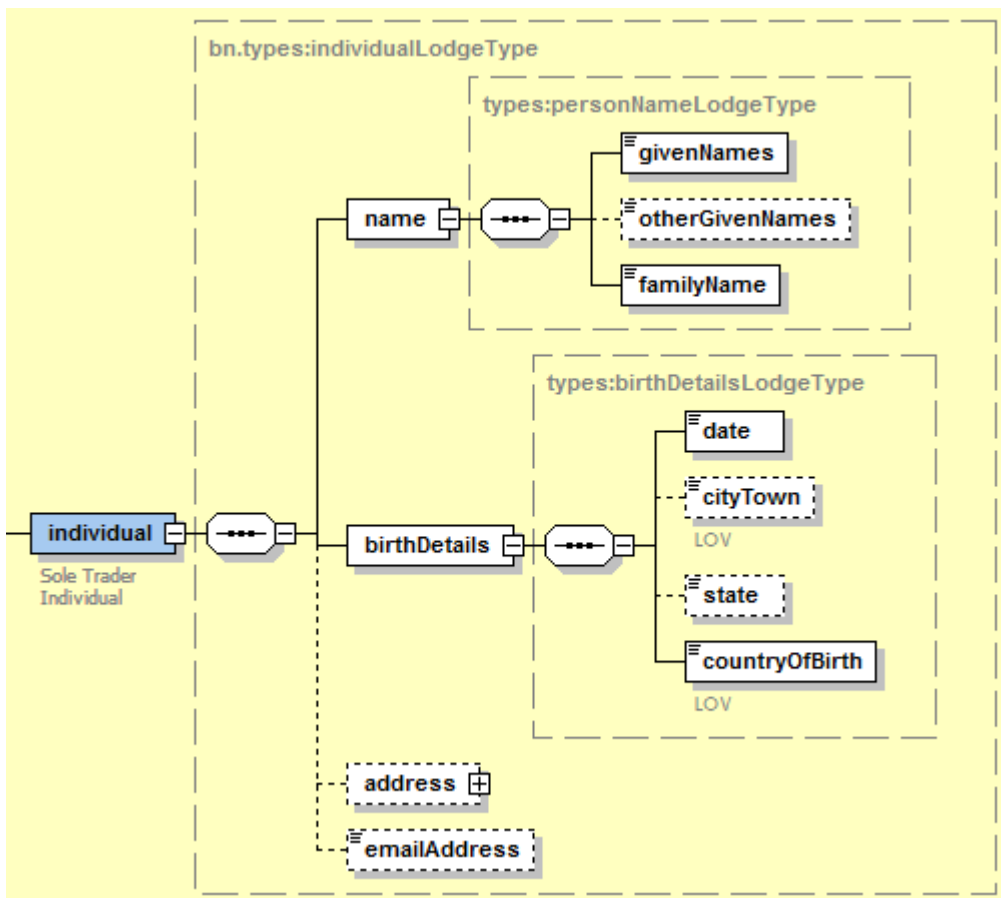 bn.types:individualLodgeType
types:personNameLodgeType
givenNames
name
otherGivenNames
familyName
types:birthDetailsLodgeType
date
cityTown
LOV
individual
Sole Trader
Individual
birthDetails
state
countryOfBirth
LOV
address
emailAddress